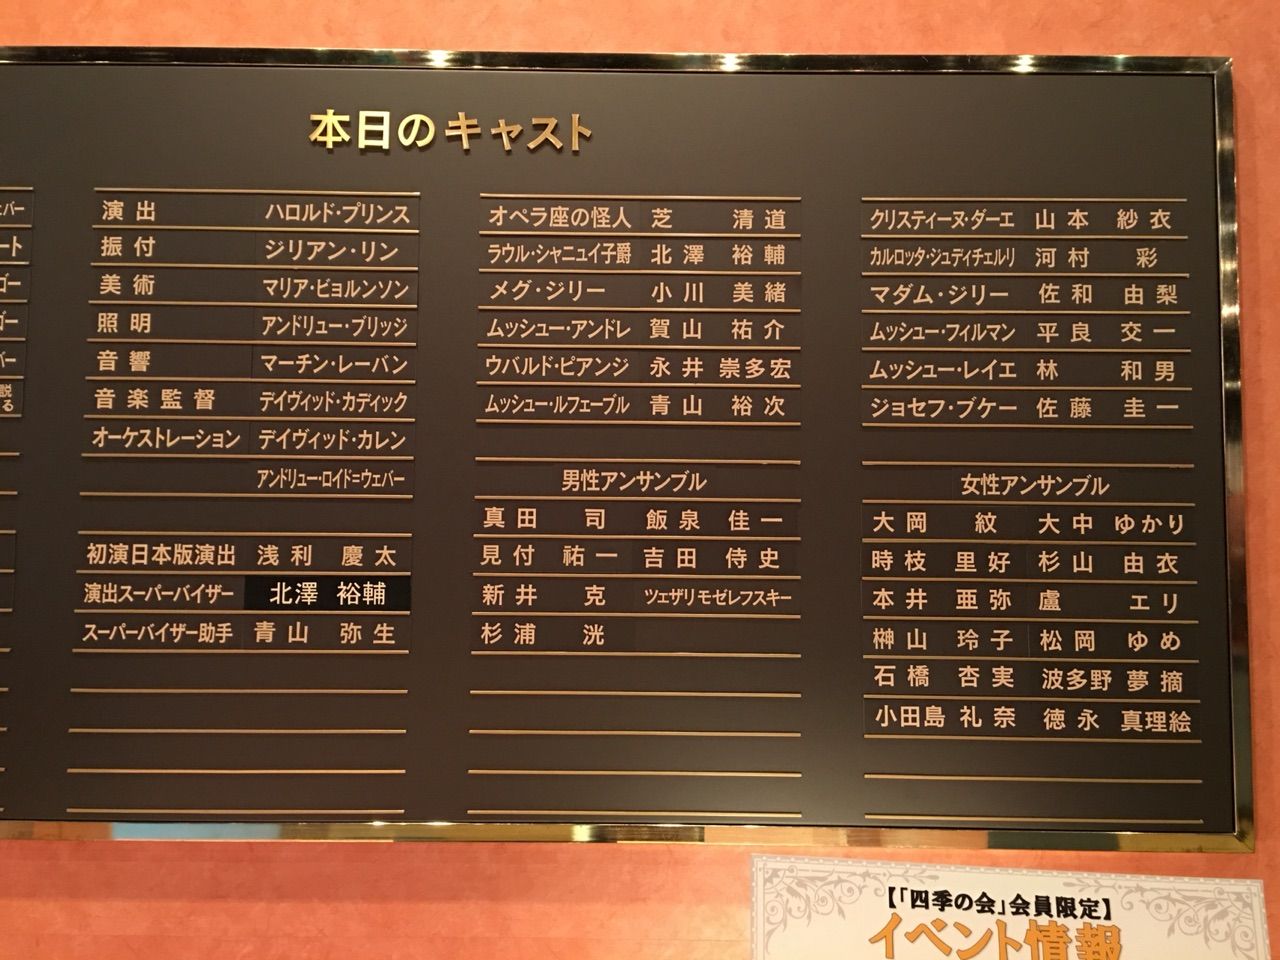 本日のキャスト
ェバー
ート
ゴー
ゴー
バー
説
る
演出 ハロルド・プリンス
振付 ジリアン・リン
美術 マリア・ビョルンソン
照明 アンドリュー・ブリッジ
音響 マーチン・レーバン
音楽監督 デイヴィッド・カディック
オーケストレーション デイヴィッド・カレン
アンドリュー・ロイド=ウェバー
初演日本版演出 浅利 慶太
演出スーパーバイザー 北澤 裕輔
スーパーバイザー助手 青山 弥生
オペラ座の怪人 芝 清道
ラウル・シャニュイ子爵 北澤 裕輔
メグ・ジリー 小川 美緒
ムッシュー・アンドレ 賀山 祐介
ウバルド・ピアンジ 永井 崇多宏
ムッシュー・ルフェーブル 青山 裕次
男性アンサンブル
真田 司 飯泉 佳一
見付 祐一 吉田 侍史
新井 克 ツェザリモゼレフスキー
杉浦 洸
クリスティーヌ・ダーエ 山本 紗衣
カルロッタ・ジュディチェルリ 河村 彩
マダム・ジリー 佐和 由梨
ムッシュー・フィルマン 平良 交一
ムッシュー・レイエ 林 和男
ジョセフ・ブケー 佐藤 圭一
女性アンサンブル
大岡 紋 大中 ゆかり
時枝 里好 杉山 由衣
本井 亜弥 盧 エリ
榊山 玲子 松岡 ゆめ
石橋 杏実 波多野 夢摘
小田島 礼奈 徳永 真理絵
【「四季の会」会員限定】
イベント情報